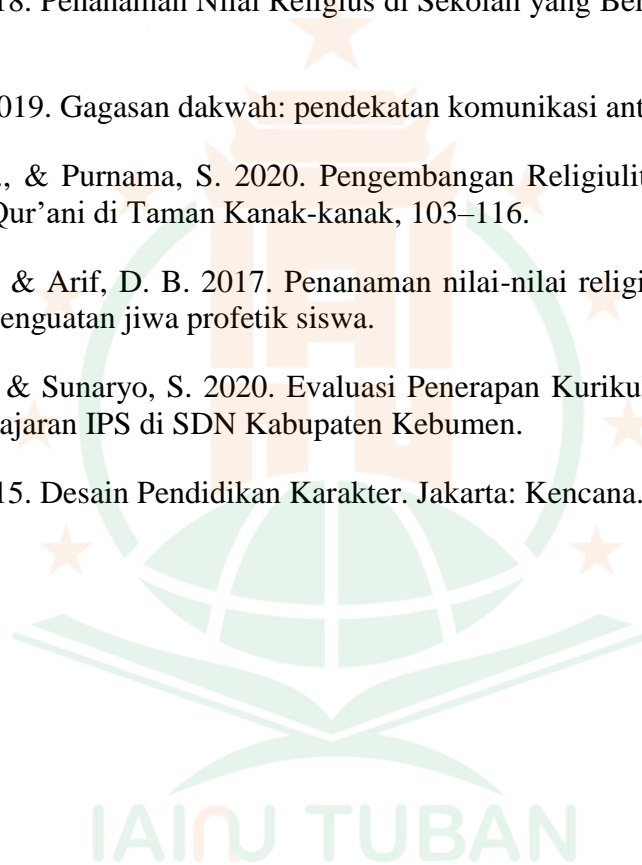 18. Penanaman Nilai Religius di Sekolah yang Ber
2019. Gagasan dakwah: pendekatan komunikasi ant
., & Purnama, S. 2020. Pengembangan Religiulit
Qur’ani di Taman Kanak-kanak, 103–116.
& Arif, D. B. 2017. Penanaman nilai-nilai religi
enguatan jiwa profetik siswa.
& Sunaryo, S. 2020. Evaluasi Penerapan Kuriku
ajaran IPS di SDN Kabupaten Kebumen.
15. Desain Pendidikan Karakter. Jakarta: Kencana.
IAINU TUBAN